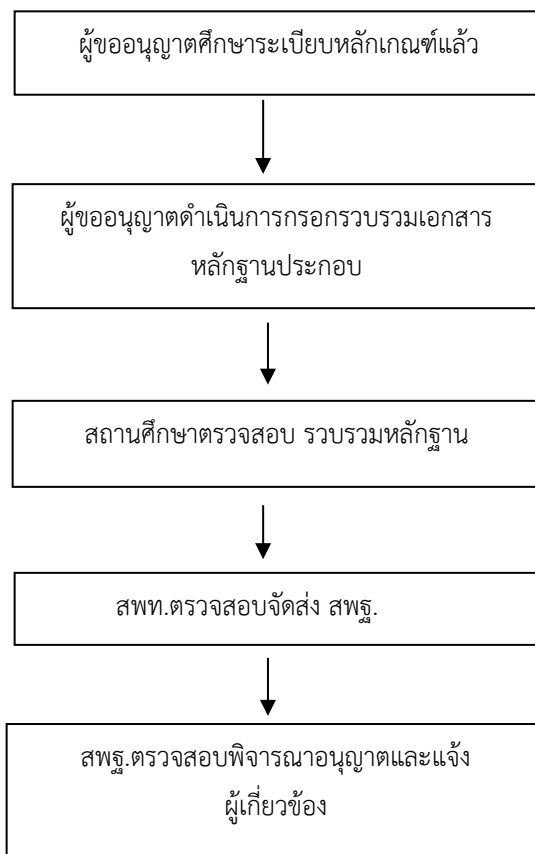 ผู้ขออนุญาตศึกษาระเบียบหลักเกณฑ์แล้ว
ผู้ขออนุญาตดำเนินการกรอกรวบรวมเอกสาร
หลักฐานประกอบ
สถานศึกษาตรวจสอบ รวบรวมหลักฐาน
สพท.ตรวจสอบจัดส่ง สพฐ.
สพฐ.ตรวจสอบพิจารณาอนุญาตและแจ้ง
ผู้เกี่ยวข้อง